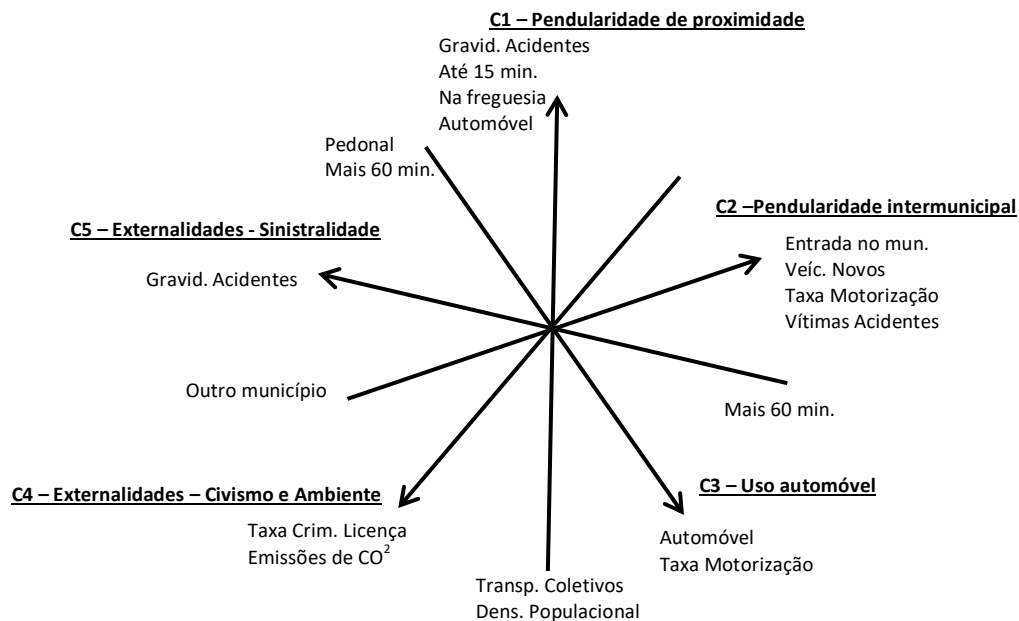 C1 – Pendularidade de proximidade
Gravid. Acidentes
Até 15 min.
Na freguesia
Automóvel
Pedonal
Mais 60 min.
C2 –Pendularidade intermunicipal
Entrada no mun.
Veíc. Novos
Taxa Motorização
Vítimas Acidentes
C5 – Externalidades - Sinistralidade
Gravid. Acidentes
Outro município
Mais 60 min.
C4 – Externalidades – Civismo e Ambiente
Taxa Crim. Licença
Emissões de CO²
C3 – Uso automóvel
Automóvel
Taxa Motorização
Transp. Coletivos
Dens. Populacional